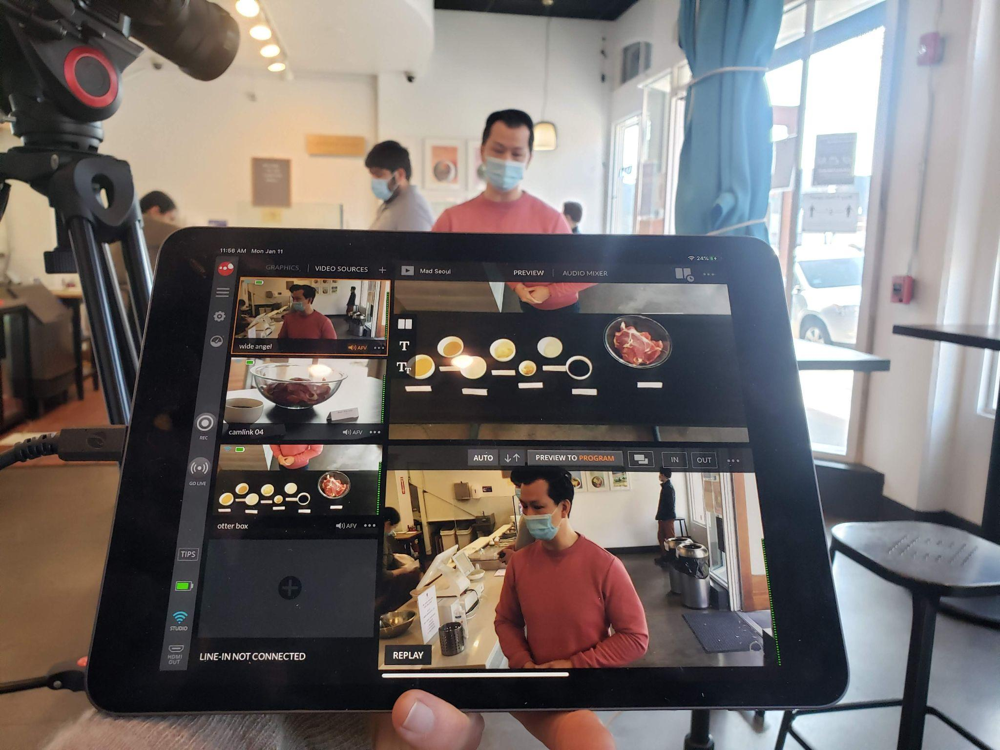 11:56 AM Mon Jan 11
24%
GRAPHICS | VIDEO SOURCES +
Mad Seoul
PREVIEW | AUDIO MIXER
wide angel
AFV
T
TT
camlink 04
AFV
REC
AUTO
PREVIEW TO PROGRAM
IN
OUT
GO LIVE
otter box
AFV
TIPS
STUDIO
HDMI OUT
LINE-IN NOT CONNECTED
REPLAY